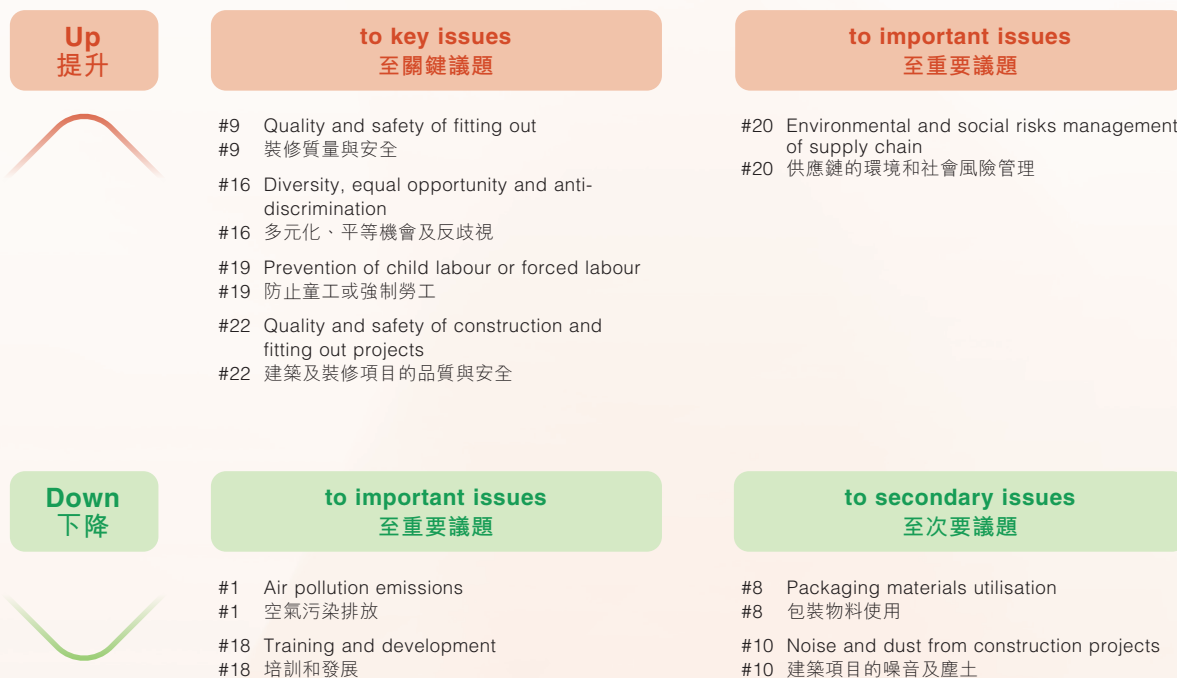 Up
提升
to key issues
至關鍵議題
to important issues
至重要議題
#9 Quality and safety of fitting out
#9 裝修質量與安全
#16 Diversity, equal opportunity and anti-
discrimination
#16 多元化、平等機會及反歧視
#19 Prevention of child labour or forced labour
#19 防止童工或強制勞工
#22 Quality and safety of construction and
fitting out projects
#22 建築及裝修項目的品質與安全
#20 Environmental and social risks management
of supply chain
#20 供應鏈的環境和社會風險管理
Down
下降
to important issues
至重要議題
to secondary issues
至次要議題
#1 Air pollution emissions
#1 空氣污染排放
#18 Training and development
#18 培訓和發展
#8 Packaging materials utilisation
#8 包裝物料使用
#10 Noise and dust from construction projects
#10 建築項目的噪音及塵土